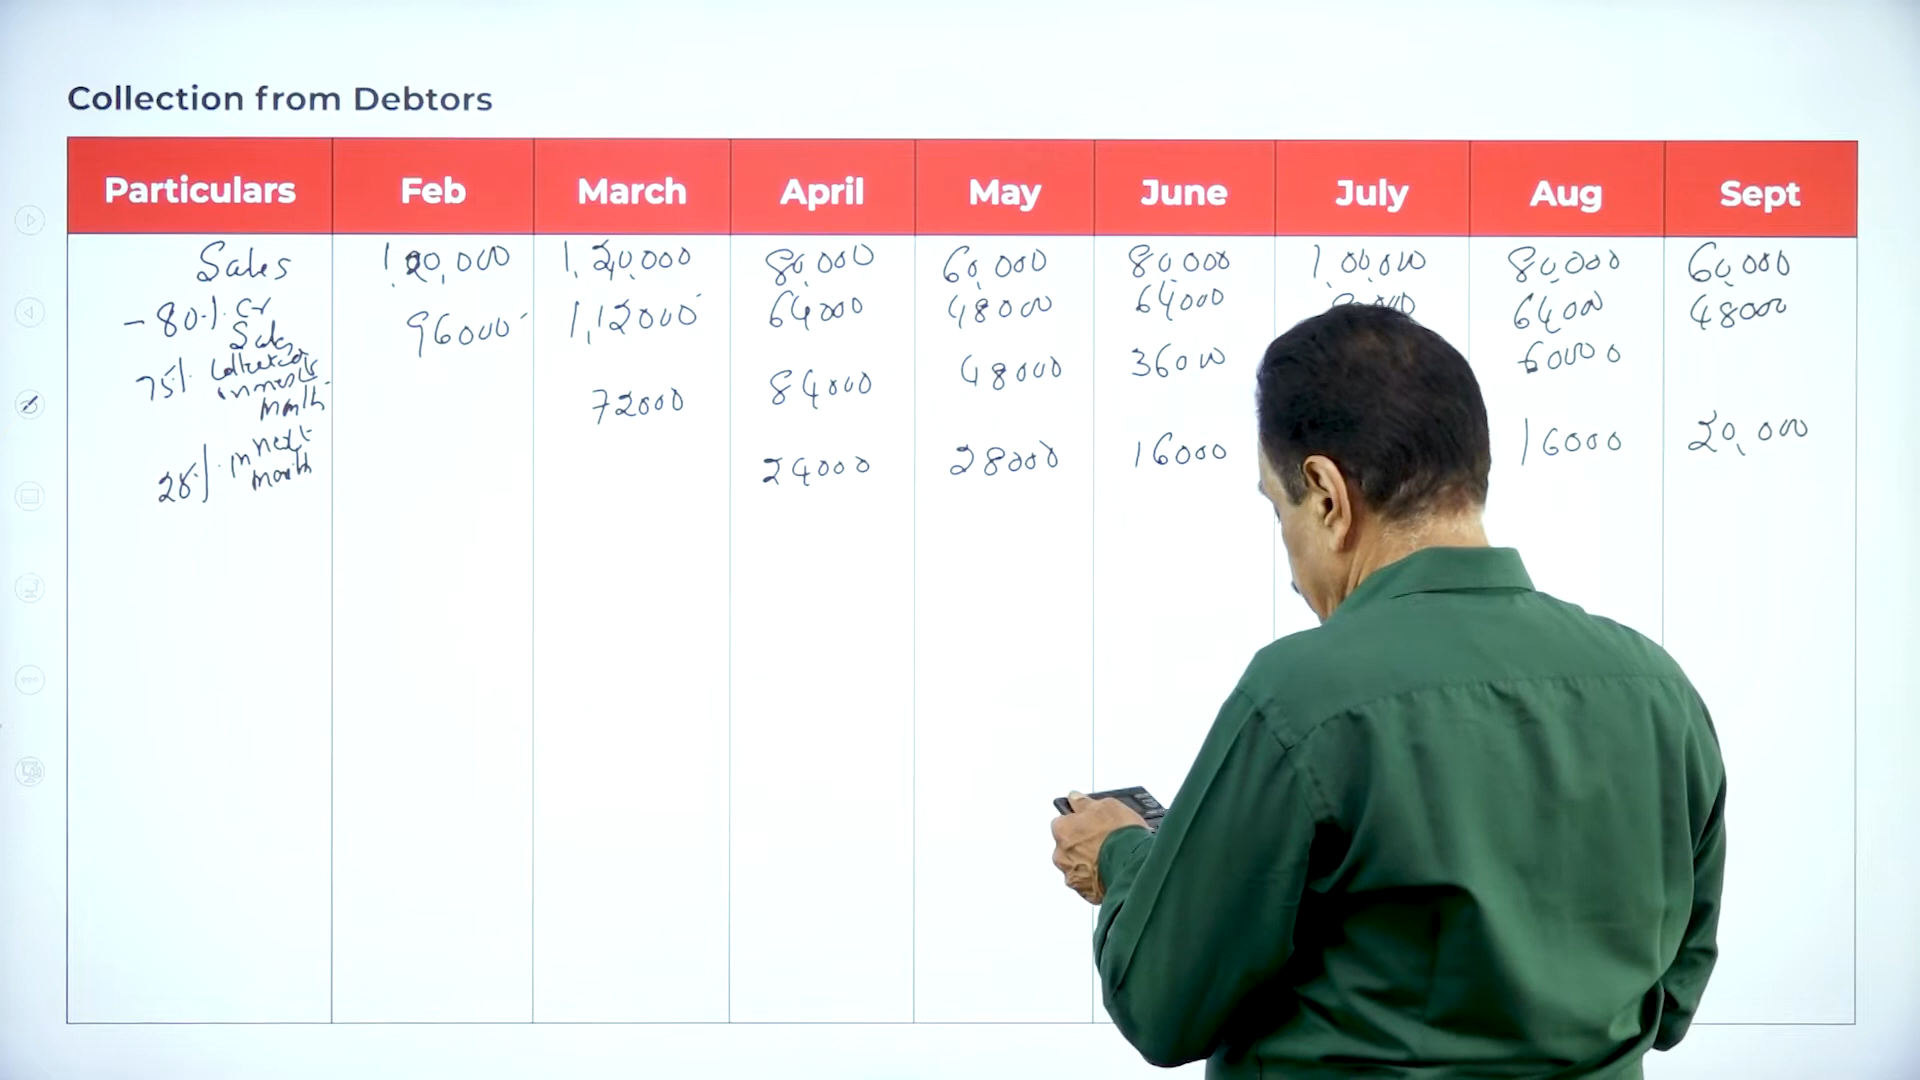 Collection from Debtors
Particulars Feb March April May June July Aug Sept
Sales 1,20,000 1,20,000 80,000 60,000 80,000 1,00,000 80,000 60,000
- 80% Cr Sales 96000 1,12000 64000 48000 64000 64000 48000
75% collection in next month 72000 84000 48000 36000 60000
25% in next month 24000 28000 16000 16000 20,000